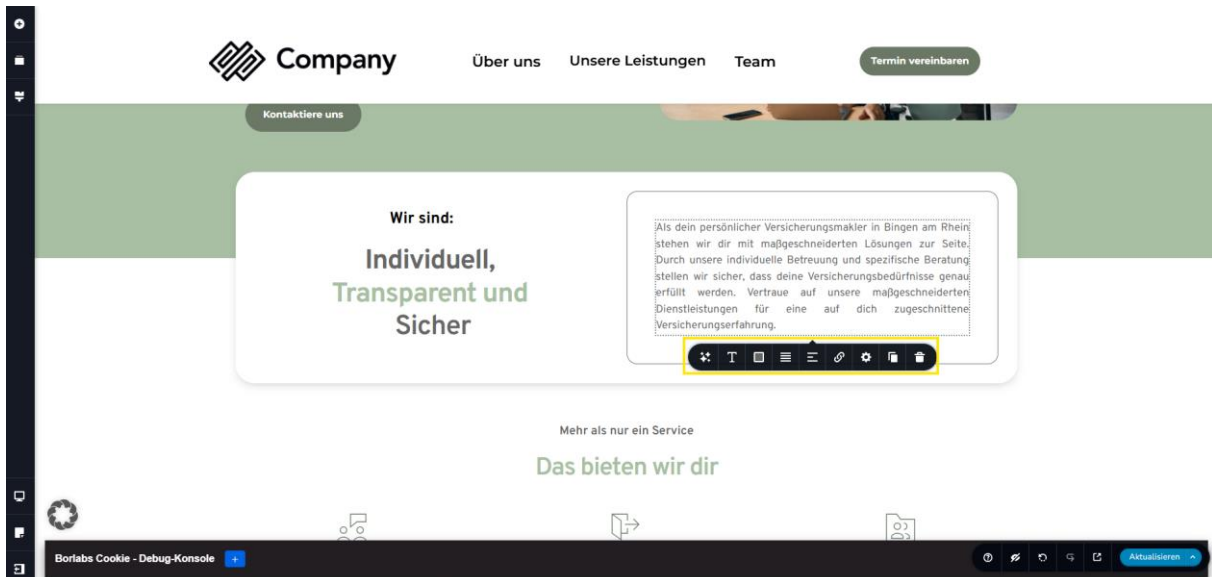 Company
Über uns
Unsere Leistungen
Team
Termin vereinbaren
Kontaktiere uns
Wir sind:
Individuell,
Transparent und
Sicher
Als dein persönlicher Versicherungsmakler in Bingen am Rhein
stehen wir dir mit maßgeschneiderten Lösungen zur Seite.
Durch unsere individuelle Betreuung und spezifische Beratung
stellen wir sicher, dass deine Versicherungsbedürfnisse genau
erfüllt werden. Vertraue auf unsere maßgeschneiderten
Dienstleistungen für eine auf dich zugeschnittene
Versicherungserfahrung.
Mehr als nur ein Service
Das bieten wir dir
Borlabs Cookie - Debug-Konsole
Aktualisieren